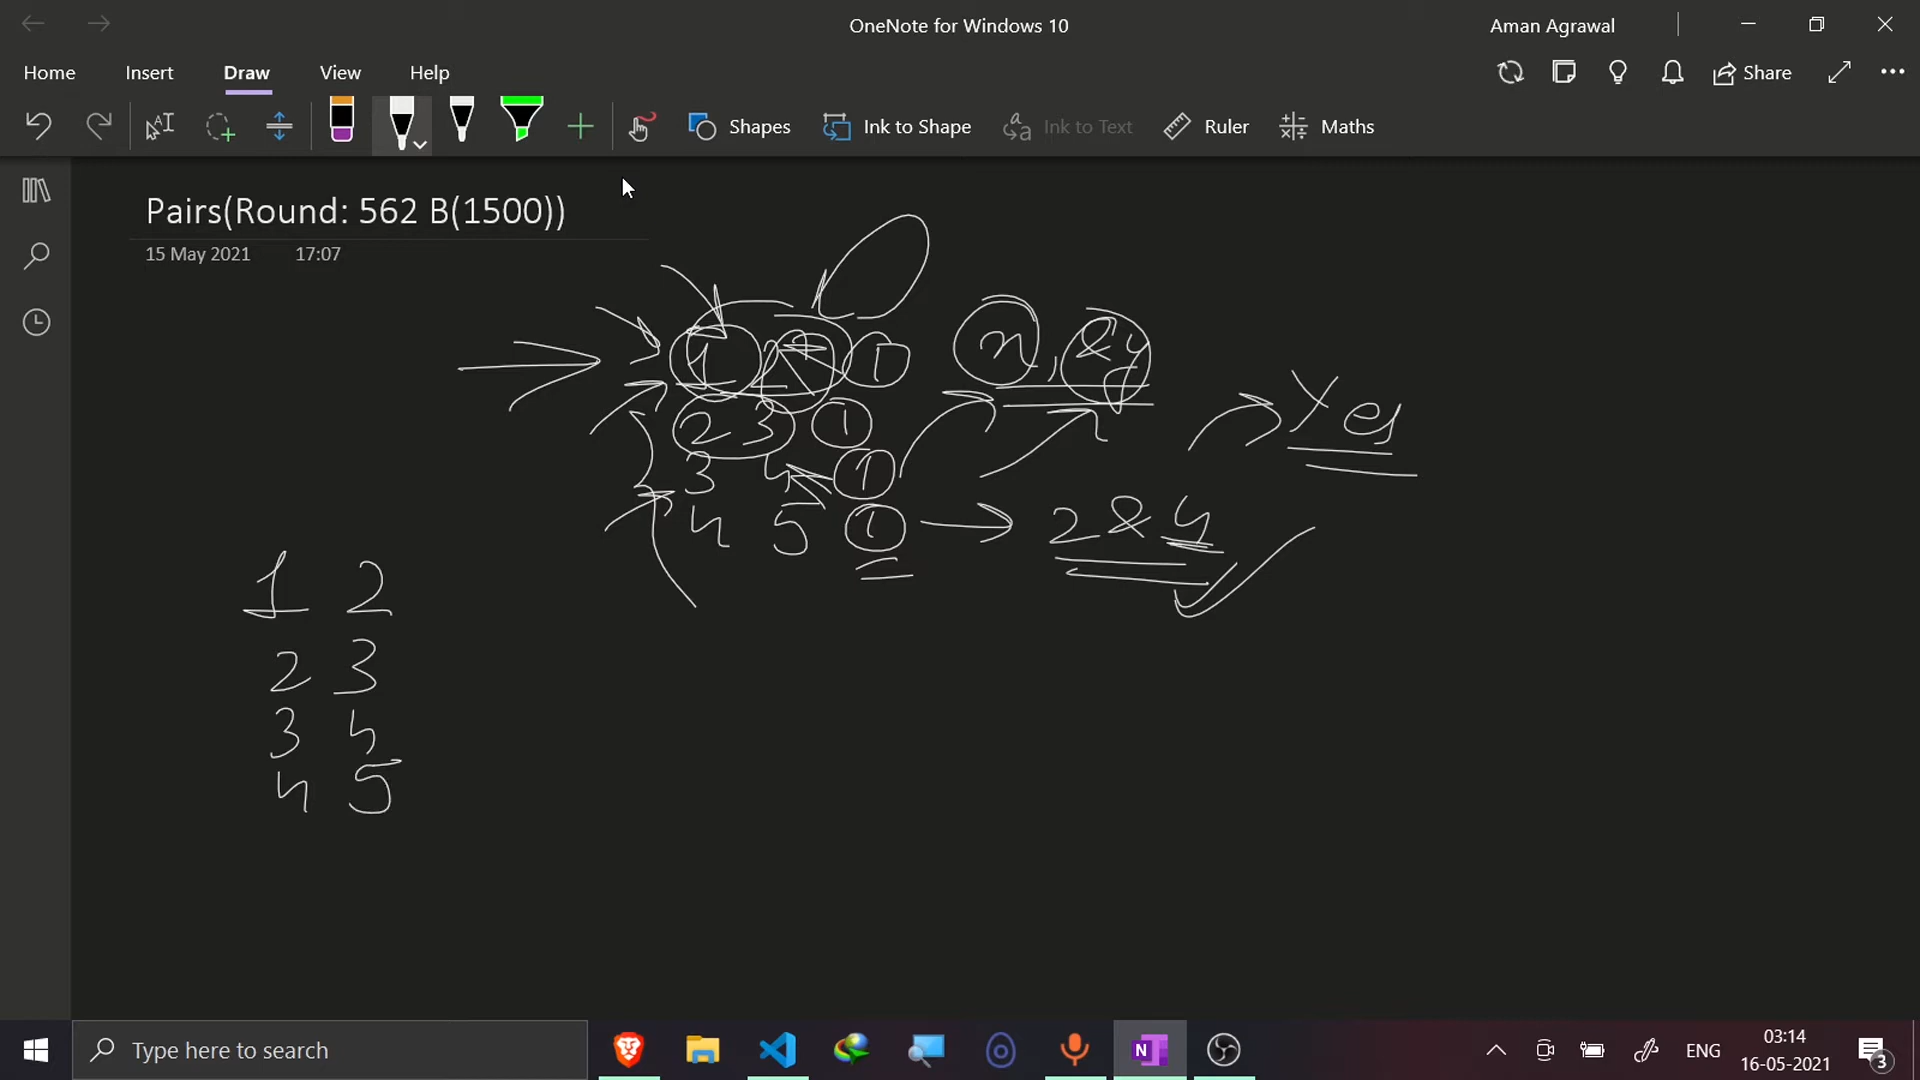 OneNote for Windows 10
Aman Agrawal
Home Insert Draw View Help
Share
Shapes Ink to Shape Ink to Text Ruler Maths
Pairs(Round: 562 B(1500))
15 May 2021 17:07
1 2 1
x, & y
2 3 1
Yes
3 4 1
4 5 1
2 & 4
1 2
2 3
3 4
4 5
Type here to search
N
ENG
03:14
16-05-2021
3